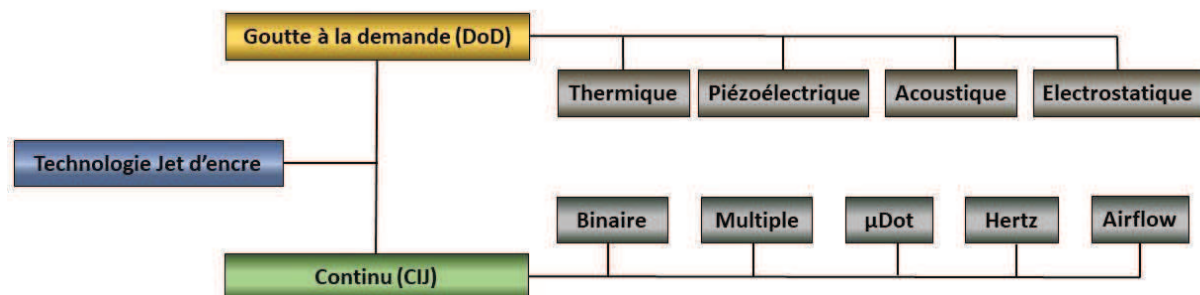 Goutte à la demande (DoD)
Thermique
Piézoélectrique
Acoustique
Electrostatique
Technologie Jet d'encre
Binaire
Multiple
µDot
Hertz
Airflow
Continu (CIJ)